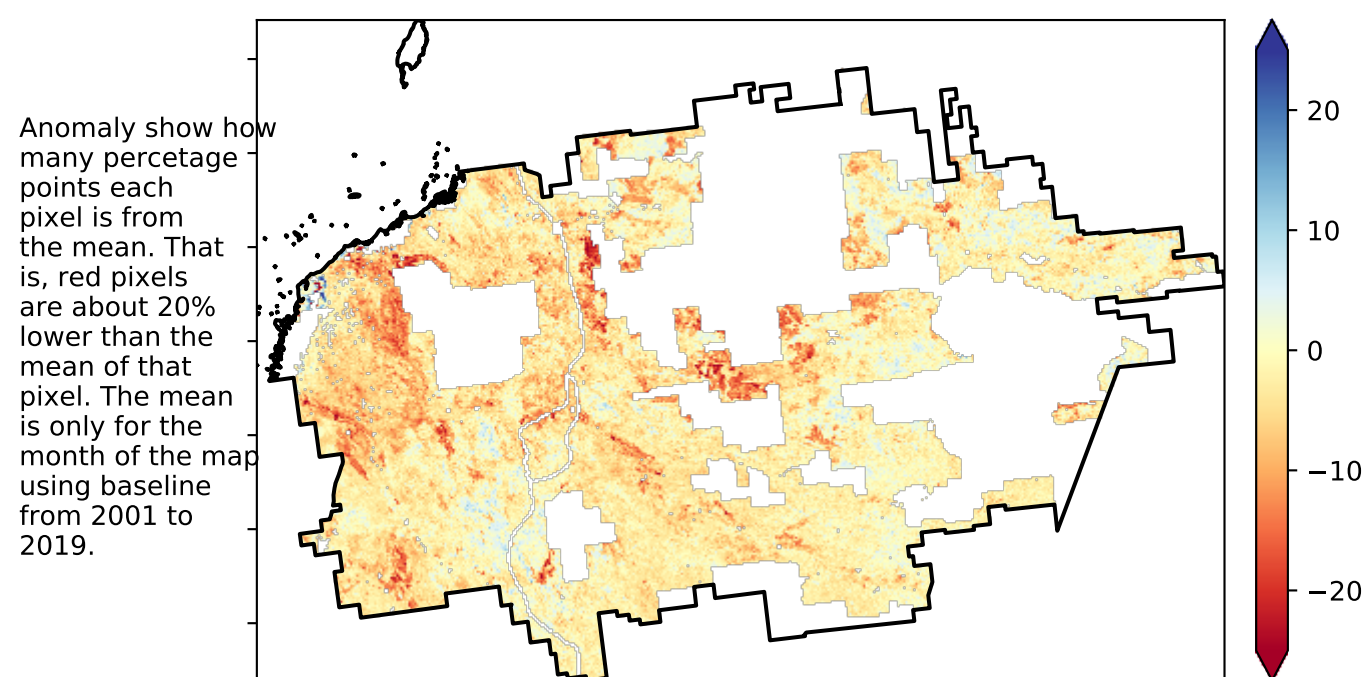 Anomaly show how
many percetage
points each
pixel is from
the mean. That
is, red pixels
are about 20%
lower than the
mean of that
pixel. The mean
is only for the
month of the map
using baseline
from 2001 to
2019.
20
10
0
−10
−20